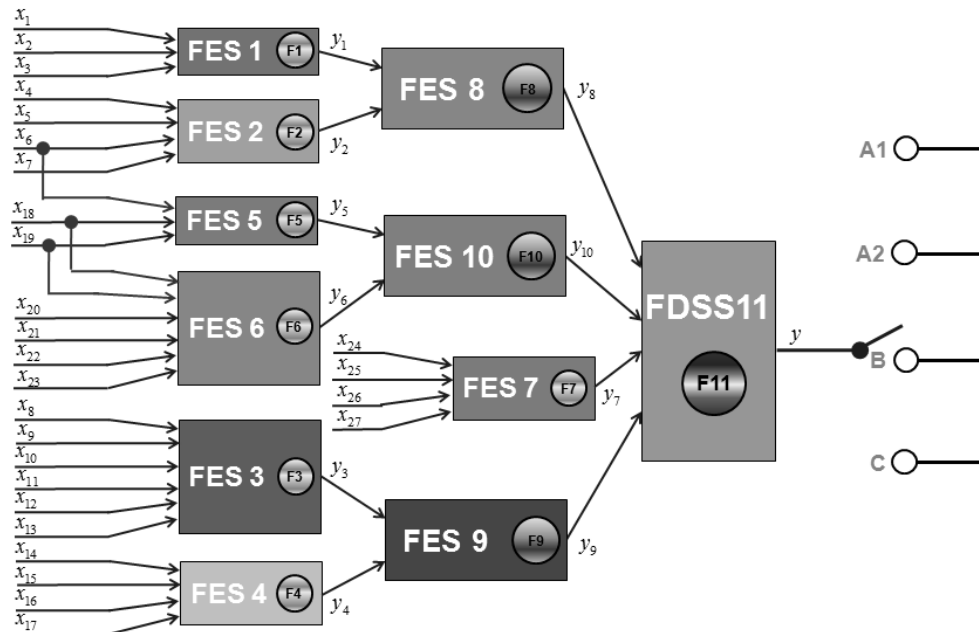 x1
x2
x3
FES 1
F1
y1
x4
x5
x6
x7
FES 2
F2
y2
FES 8
F8
y8
x18
x19
FES 5
F5
y5
x20
x21
x22
x23
FES 6
F6
y6
FES 10
F10
y10
x24
x25
x26
x27
FES 7
F7
y7
x8
x9
x10
x11
x12
x13
FES 3
F3
y3
x14
x15
x16
x17
FES 4
F4
y4
FES 9
F9
y9
FDSS11
F11
y
A1
A2
B
C